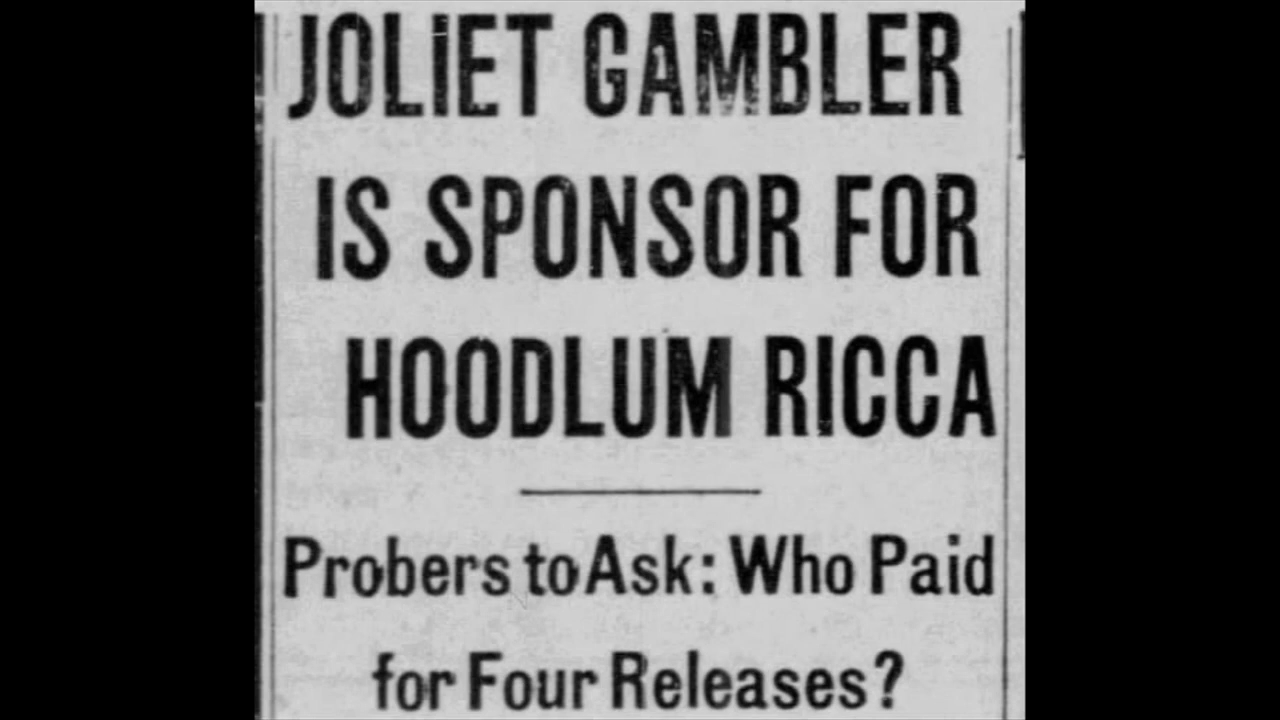 JOLIET GAMBLER
IS SPONSOR FOR
HOODLUM RICCA
Probers to Ask: Who Paid
for Four Releases?